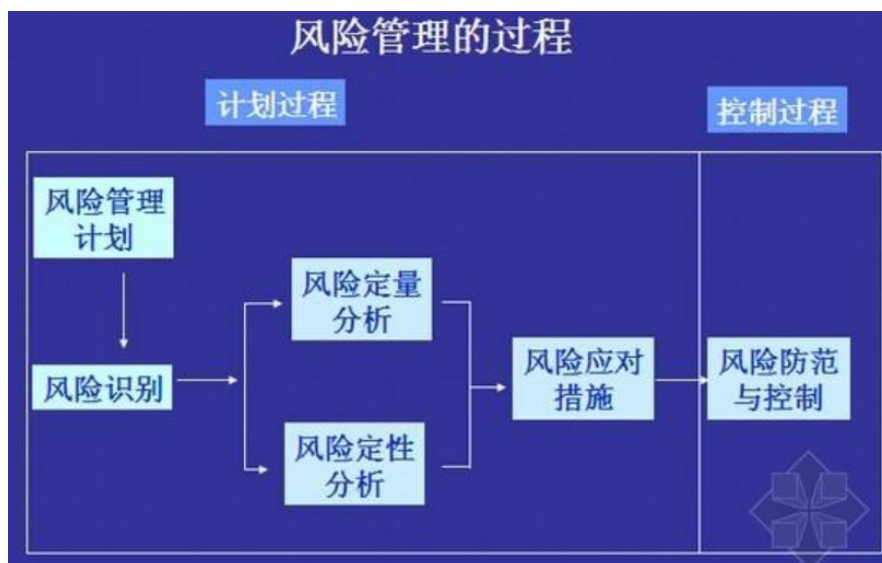 风险管理的过程
计划过程
控制过程
风险管理
计划
风险识别
风险定量
分析
风险定性
分析
风险应对
措施
风险防范
与控制